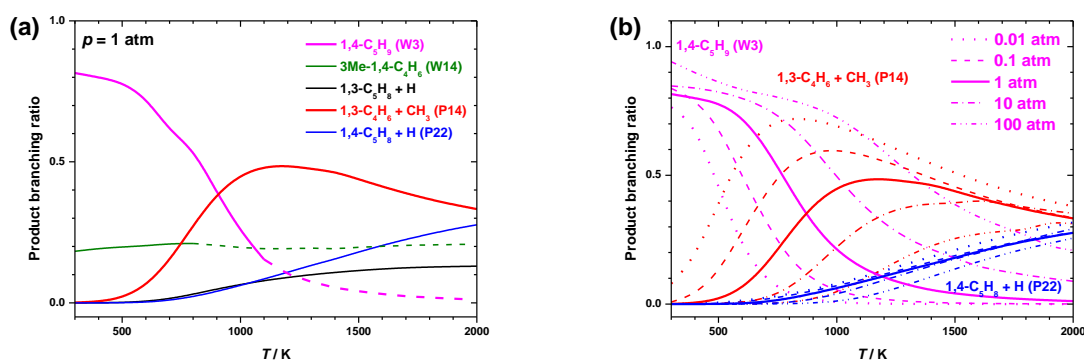 (a)
p = 1 atm
1,4-C₅H₉ (W3)
3Me-1,4-C₄H₆ (W14)
1,3-C₅H₈ + H
1,3-C₄H₆ + CH₃ (P14)
1,4-C₅H₈ + H (P22)
Product branching ratio
1.0
0.5
0.0
500
1000
1500
2000
T / K
(b)
1,4-C₅H₉ (W3)
1,3-C₄H₆ + CH₃ (P14)
0.01 atm
0.1 atm
1 atm
10 atm
100 atm
1,4-C₅H₈ + H (P22)
Product branching ratio
1.0
0.5
0.0
500
1000
1500
2000
T / K